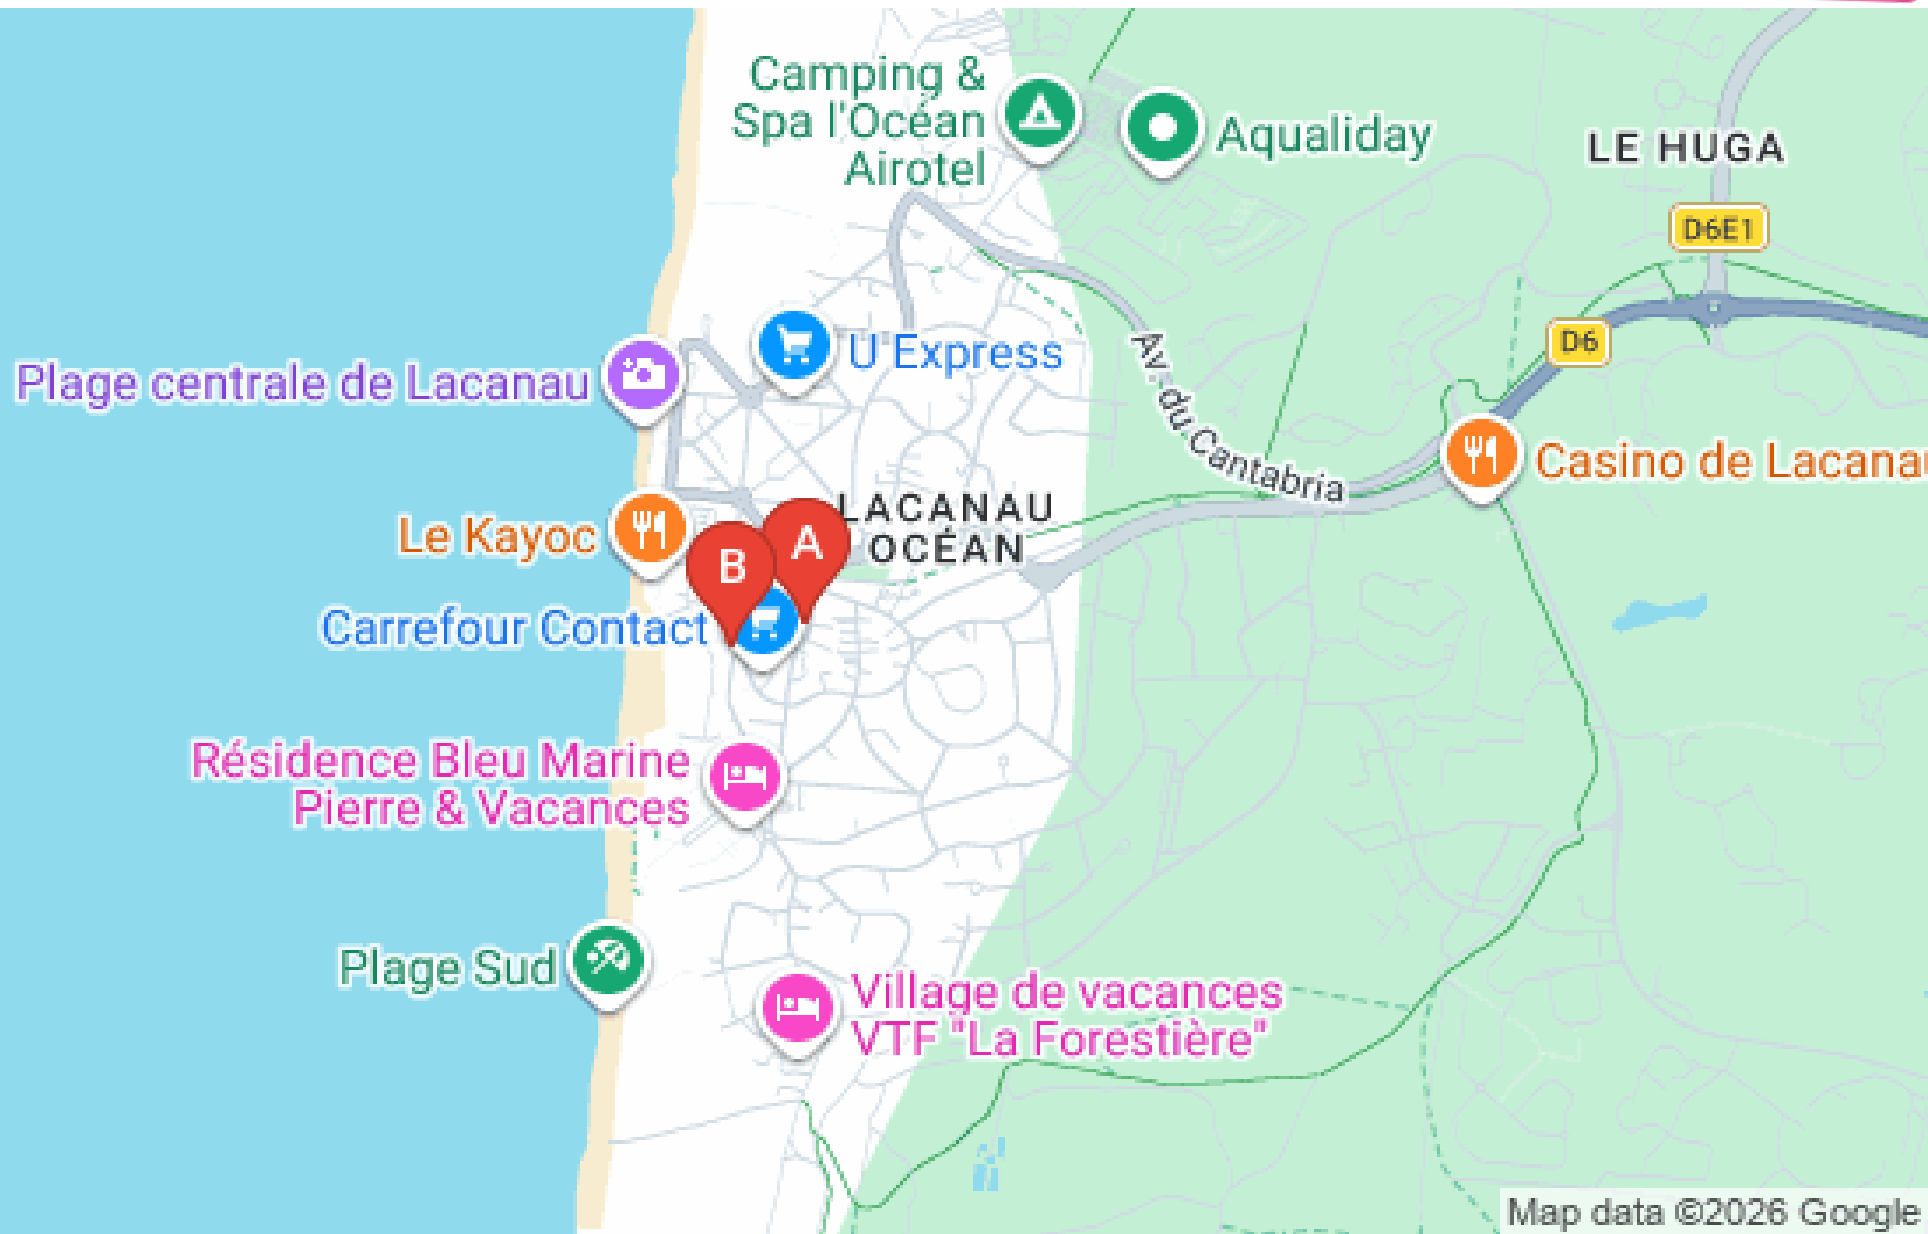 Camping &
Spa l'Océan
Airotel
Aqualiday
LE HUGA
D6E1
D6
U Express
Plage centrale de Lacanau
Av. du Cantabria
Casino de Lacanau
LACANAU
OCÉAN
Le Kayoc
A
B
Carrefour Contact
Résidence Bleu Marine
Pierre & Vacances
Plage Sud
Village de vacances
VTF "La Forestière"
Map data ©2026 Google